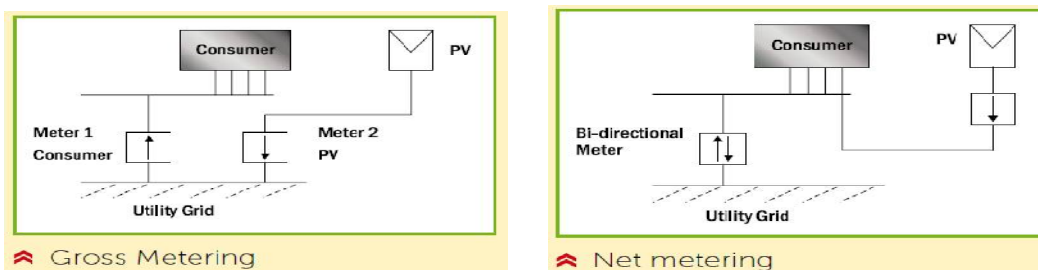 Consumer
PV
Meter 1
Consumer
Meter 2
PV
Utility Grid
Gross Metering
Consumer
PV
Bi-directional
Meter
Utility Grid
Net metering